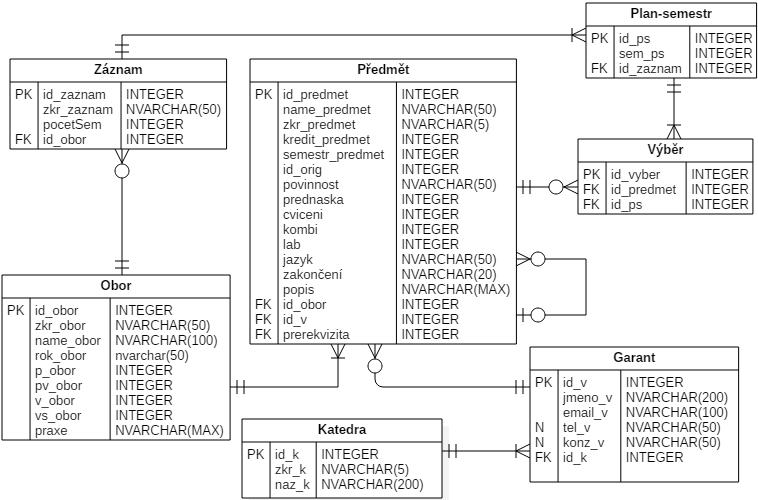 Plan-semestr
PK id_ps INTEGER
sem_ps INTEGER
FK id_zaznam INTEGER
Záznam
PK id_zaznam INTEGER
zkr_zaznam NVARCHAR(50)
pocetSem INTEGER
FK id_obor INTEGER
Předmět
PK id_predmet INTEGER
name_predmet NVARCHAR(50)
zkr_predmet NVARCHAR(5)
kredit_predmet INTEGER
semestr_predmet INTEGER
id_orig INTEGER
povinnost NVARCHAR(50)
prednaska INTEGER
cviceni INTEGER
kombi INTEGER
lab INTEGER
jazyk NVARCHAR(50)
zakončení NVARCHAR(20)
popis NVARCHAR(MAX)
FK id_obor INTEGER
FK id_v INTEGER
FK prerekvizita INTEGER
Výběr
PK id_vyber INTEGER
FK id_predmet INTEGER
FK id_ps INTEGER
Obor
PK id_obor INTEGER
zkr_obor NVARCHAR(50)
name_obor NVARCHAR(100)
rok_obor nvarchar(50)
p_obor INTEGER
pv_obor INTEGER
v_obor INTEGER
vs_obor INTEGER
praxe NVARCHAR(MAX)
Garant
PK id_v INTEGER
jmeno_v NVARCHAR(200)
email_v NVARCHAR(100)
N tel_v NVARCHAR(50)
N konz_v NVARCHAR(50)
FK id_k INTEGER
Katedra
PK id_k INTEGER
zkr_k NVARCHAR(5)
naz_k NVARCHAR(200)